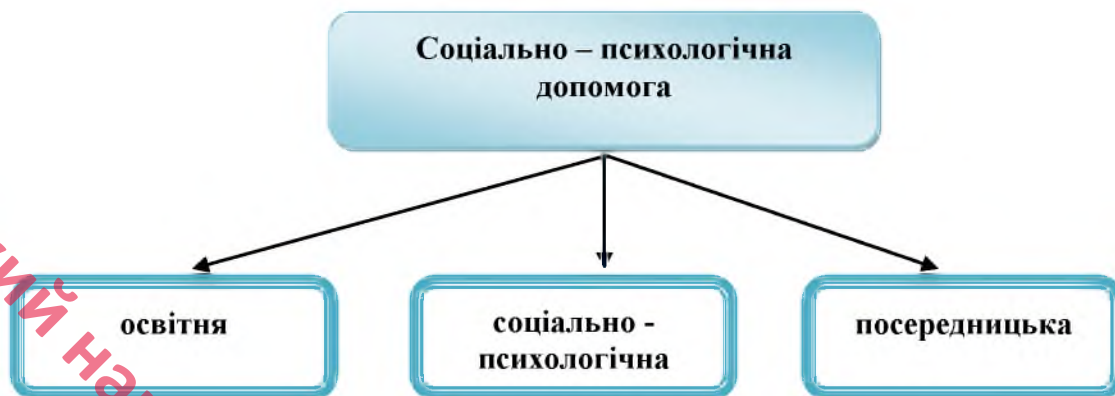 Соціально – психологічна
допомога
освітня
соціально -
психологічна
посередницька